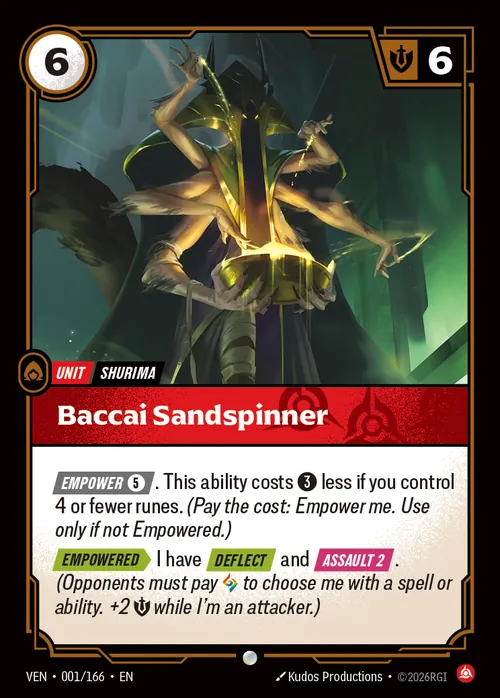 6
6
UNIT SHURIMA
Baccai Sandspinner
EMPOWER 5 . This ability costs 3 less if you control
4 or fewer runes. (Pay the cost: Empower me. Use
only if not Empowered.)
EMPOWERED I have DEFLECT and ASSAULT 2 .
(Opponents must pay to choose me with a spell or
ability. +2 while I'm an attacker.)
VEN • 001/166 • EN
Kudos Productions • ©2026RGI